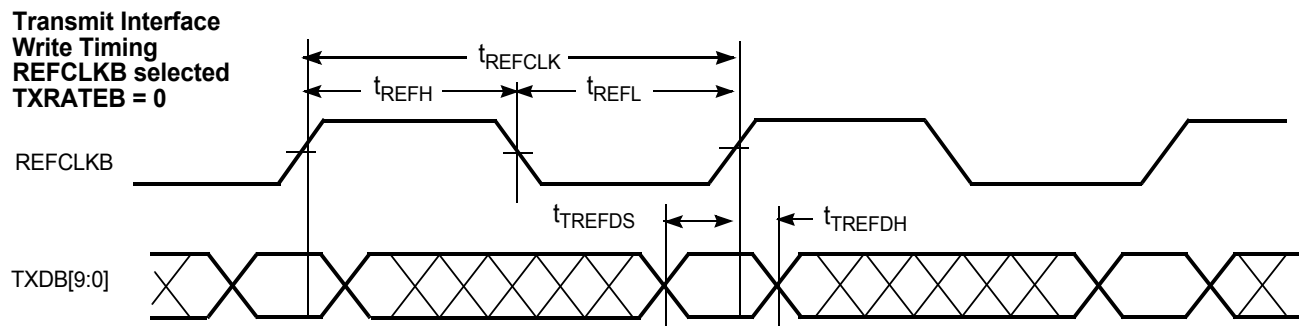 Transmit Interface
Write Timing
REFCLKB selected
TXRATEB = 0
tREFCLK
tREFH
tREFL
REFCLKB
tTREFDS
tTREFDH
TXDB[9:0]